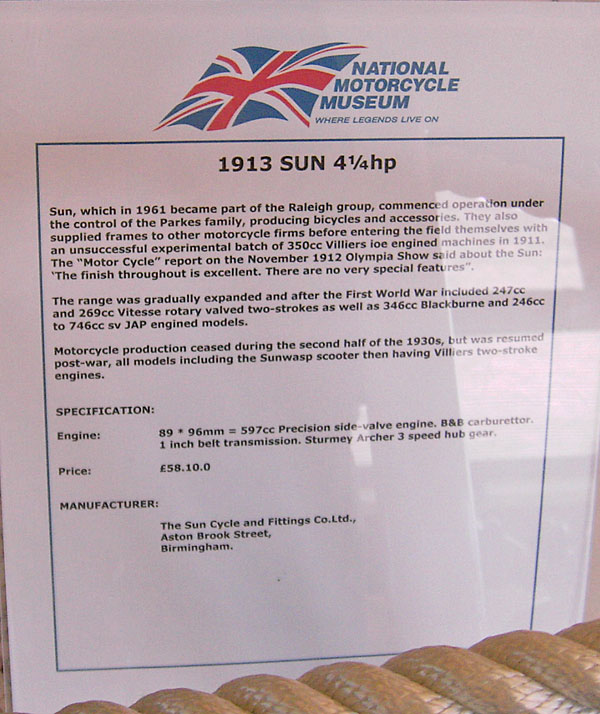 NATIONAL
MOTORCYCLE
MUSEUM
WHERE LEGENDS LIVE ON
1913 SUN 4¼hp
Sun, which in 1961 became part of the Raleigh group, commenced operation under
the control of the Parkes family, producing bicycles and accessories. They also
supplied frames to other motorcycle firms before entering the field themselves with
an unsuccessful experimental batch of 350cc Villiers ioe engined machines in 1911.
The "Motor Cycle" report on the November 1912 Olympia Show said about the Sun:
'The finish throughout is excellent. There are no very special features".
The range was gradually expanded and after the First World War included 247cc
and 269cc Vitesse rotary valved two-strokes as well as 346cc Blackburne and 246cc
to 746cc sv JAP engined models.
Motorcycle production ceased during the second half of the 1930s, but was resumed
post-war, all models including the Sunwasp scooter then having Villiers two-stroke
engines.
SPECIFICATION:
Engine: 89 * 96mm = 597cc Precision side-valve engine. B&B carburettor.
1 inch belt transmission. Sturmey Archer 3 speed hub gear.
Price: £58.10.0
MANUFACTURER:
The Sun Cycle and Fittings Co.Ltd.,
Aston Brook Street,
Birmingham.